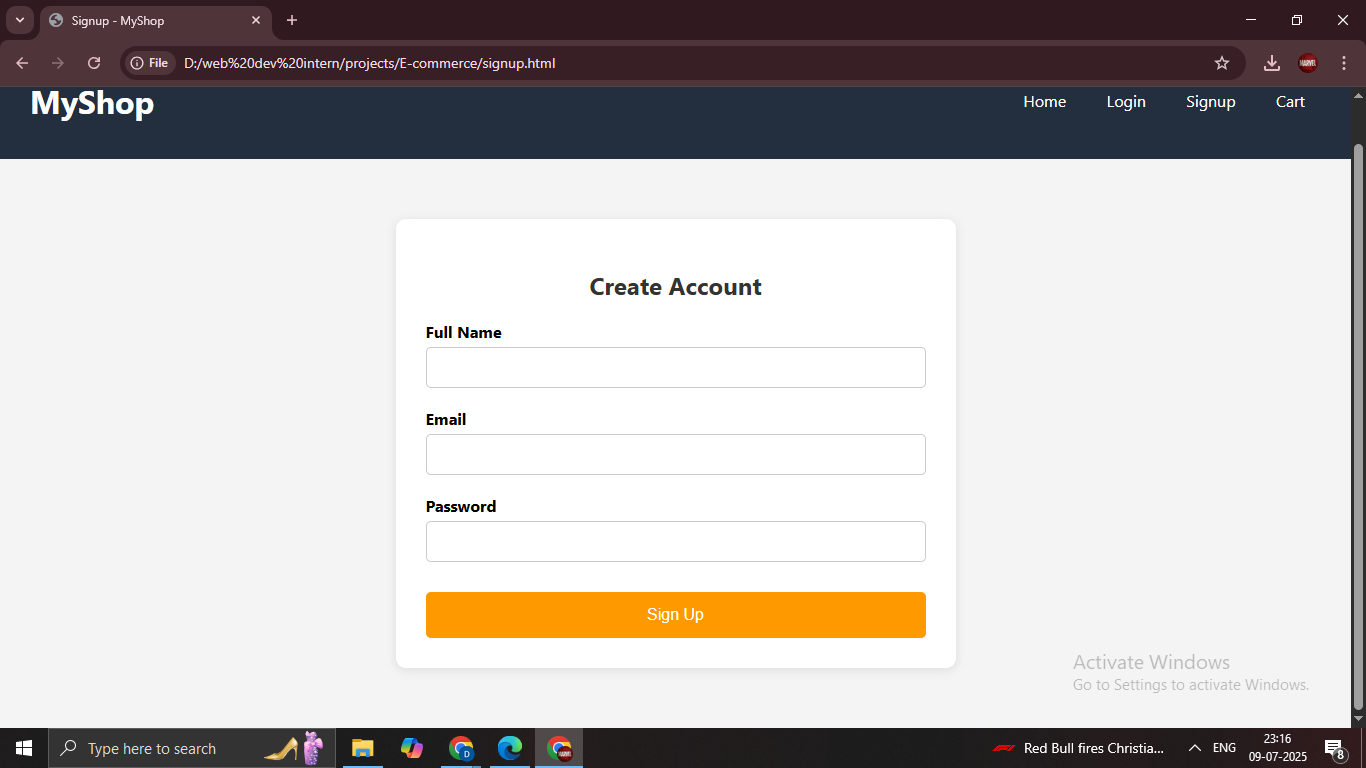 Signup - MyShop
File
D:/web%20dev%20intern/projects/E-commerce/signup.html
MARVEL
MyShop
Home Login Signup Cart
Create Account
Full Name
Email
Password
Sign Up
Activate Windows
Go to Settings to activate Windows.
Type here to search
D
Red Bull fires Christia...
ENG
23:16
09-07-2025
8